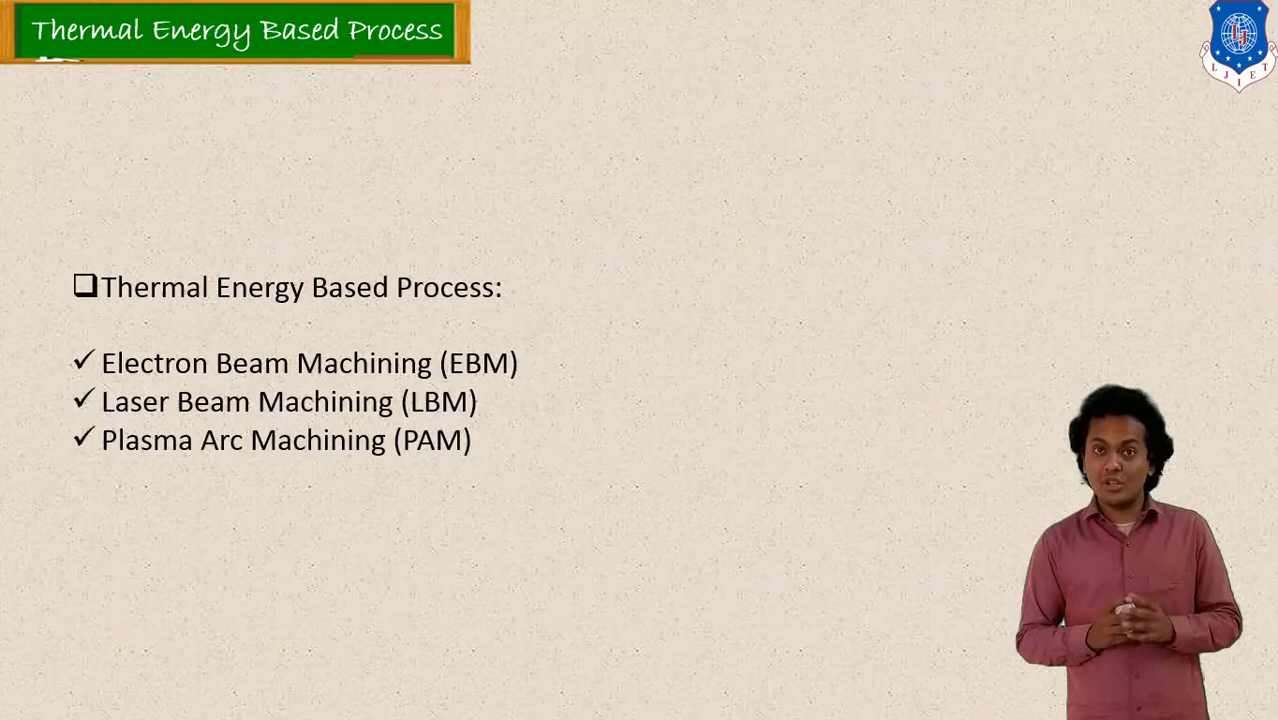 Thermal Energy Based Process
LJIET
Thermal Energy Based Process:
Electron Beam Machining (EBM)
Laser Beam Machining (LBM)
Plasma Arc Machining (PAM)